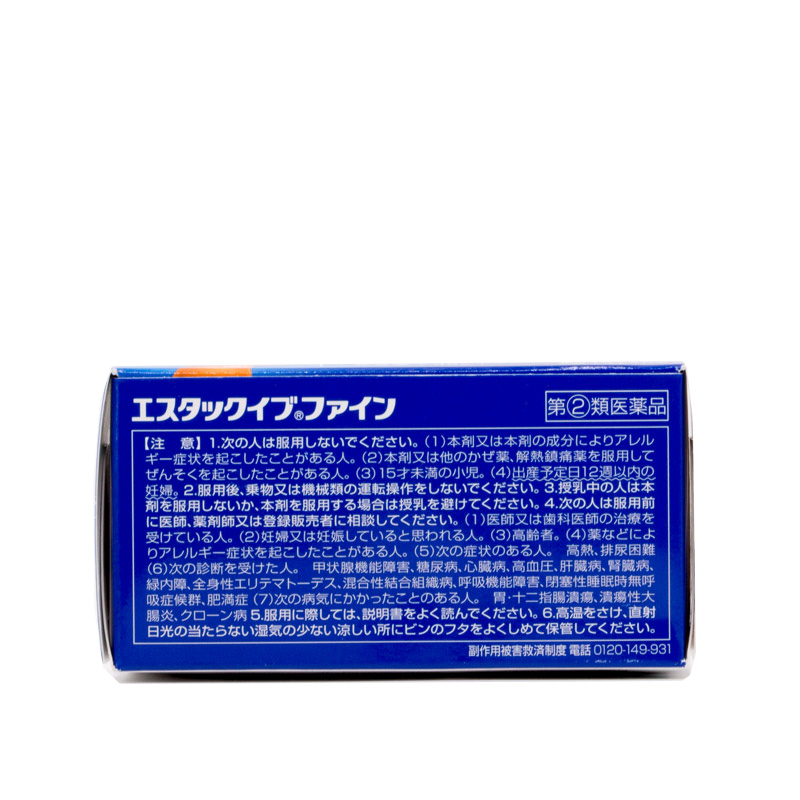 エスタックイブ®ファイン
指②類医薬品
【注 意】1.次の人は服用しないでください。(1)本剤又は本剤の成分によりアレル
ギー症状を起こしたことがある人。(2)本剤又は他のかぜ薬、解熱鎮痛薬を服用して
ぜんそくを起こしたことがある人。(3)15才未満の小児。(4)出産予定日12週以内の
妊婦。2.服用後、乗物又は機械類の運転操作をしないでください。3.授乳中の人は本
剤を服用しないか、本剤を服用する場合は授乳を避けてください。4.次の人は服用前
に医師、薬剤師又は登録販売者に相談してください。(1)医師又は歯科医師の治療を
受けている人。(2)妊婦又は妊娠していると思われる人。(3)高齢者。(4)薬などに
よりアレルギー症状を起こしたことがある人。(5)次の症状のある人。 高熱、排尿困難
(6)次の診断を受けた人。 甲状腺機能障害、糖尿病、心臓病、高血圧、肝臓病、腎臓病、
緑内障、全身性エリテマトーデス、混合性結合組織病、呼吸機能障害、閉塞性睡眠時無呼
吸症候群、肥満症 (7)次の病気にかかったことのある人。 胃・十二指腸潰瘍、潰瘍性大
腸炎、クローン病 5.服用に際しては、説明書をよく読んでください。6.高温をさけ、直射
日光の当たらない湿気の少ない涼しい所にビンのフタをよくしめて保管してください。
副作用被害救済制度 電話 0120-149-931